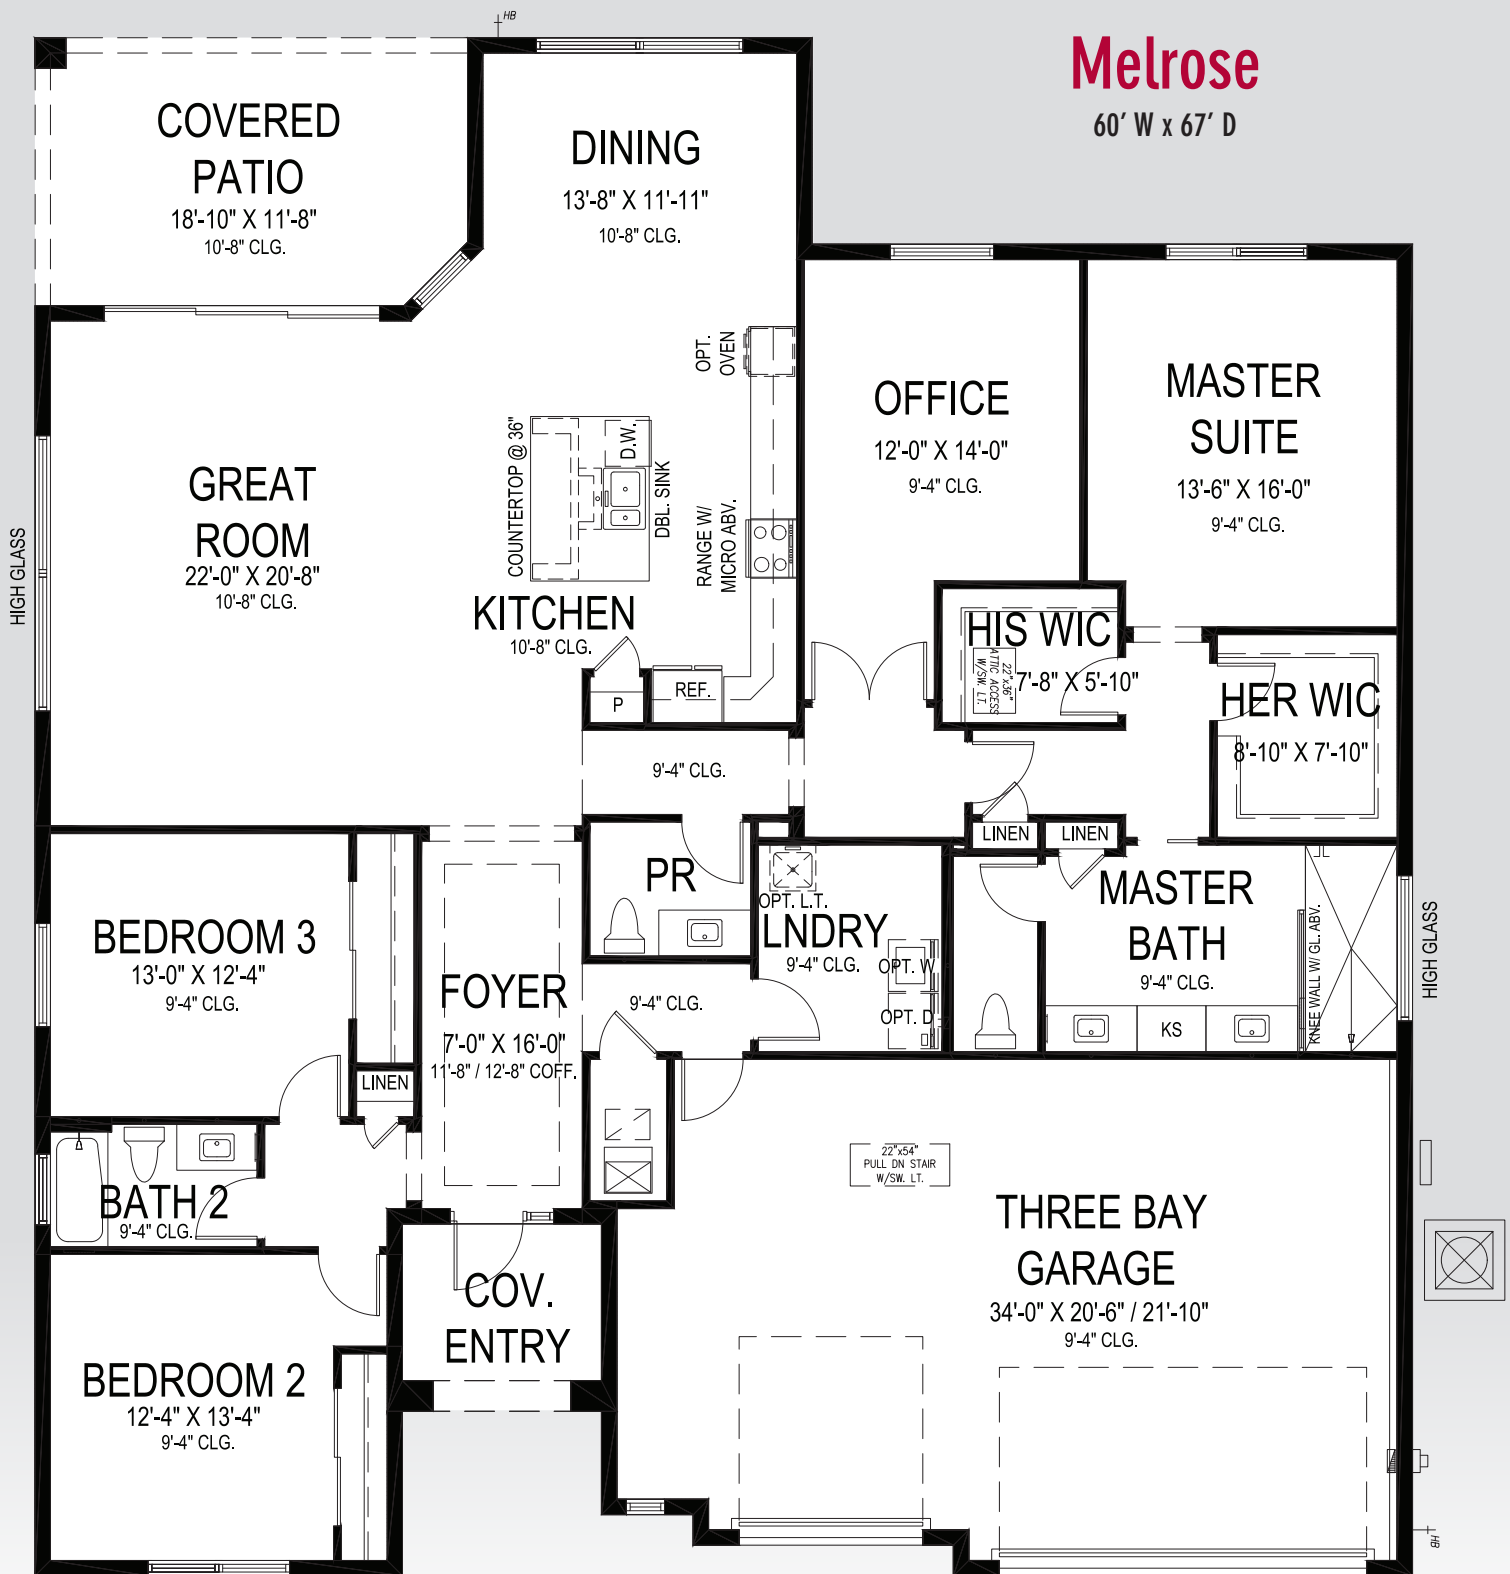 HB
Melrose
60' W x 67' D
COVERED
PATIO
18'-10" X 11'-8"
10'-8" CLG.
DINING
13'-8" X 11'-11"
10'-8" CLG.
OPT.
OVEN
OFFICE
12'-0" X 14'-0"
9'-4" CLG.
MASTER
SUITE
13'-6" X 16'-0"
9'-4" CLG.
GREAT
ROOM
22'-0" X 20'-8"
10'-8" CLG.
HIGH GLASS
COUNTERTOP @ 36"
D.W.
DBL. SINK
RANGE W/
MICRO ABV.
KITCHEN
10'-8" CLG.
P
REF.
HIS WIC
7'-8" X 5'-10"
22"x36"
ATTIC ACCESS
W/SW. LT.
HER WIC
8'-10" X 7'-10"
9'-4" CLG.
LINEN
LINEN
PR
OPT. L.T.
LNDRY
9'-4" CLG.
OPT. W
OPT. D
MASTER
BATH
9'-4" CLG.
KS
KNEE WALL W/ GL. ABV.
HIGH GLASS
BEDROOM 3
13'-0" X 12'-4"
9'-4" CLG.
FOYER
7'-0" X 16'-0"
11'-8" / 12'-8" COFF.
9'-4" CLG.
LINEN
BATH 2
9'-4" CLG.
22"x54"
PULL DN STAIR
W/SW. LT.
THREE BAY
GARAGE
34'-0" X 20'-6" / 21'-10"
9'-4" CLG.
COV.
ENTRY
BEDROOM 2
12'-4" X 13'-4"
9'-4" CLG.
HB